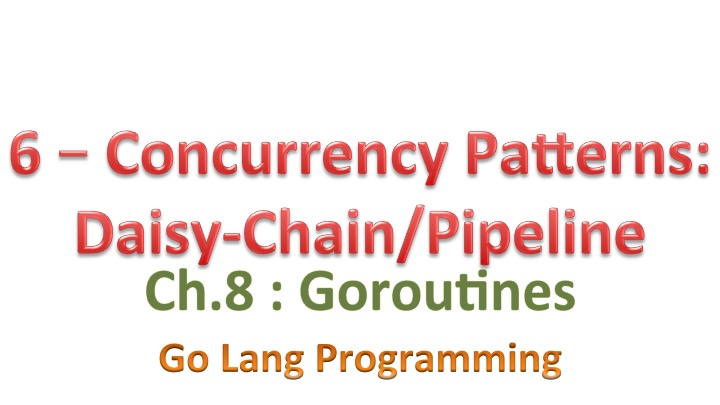 6 – Concurrency Patterns:
Daisy-Chain/Pipeline
Ch.8 : Goroutines
Go Lang Programming